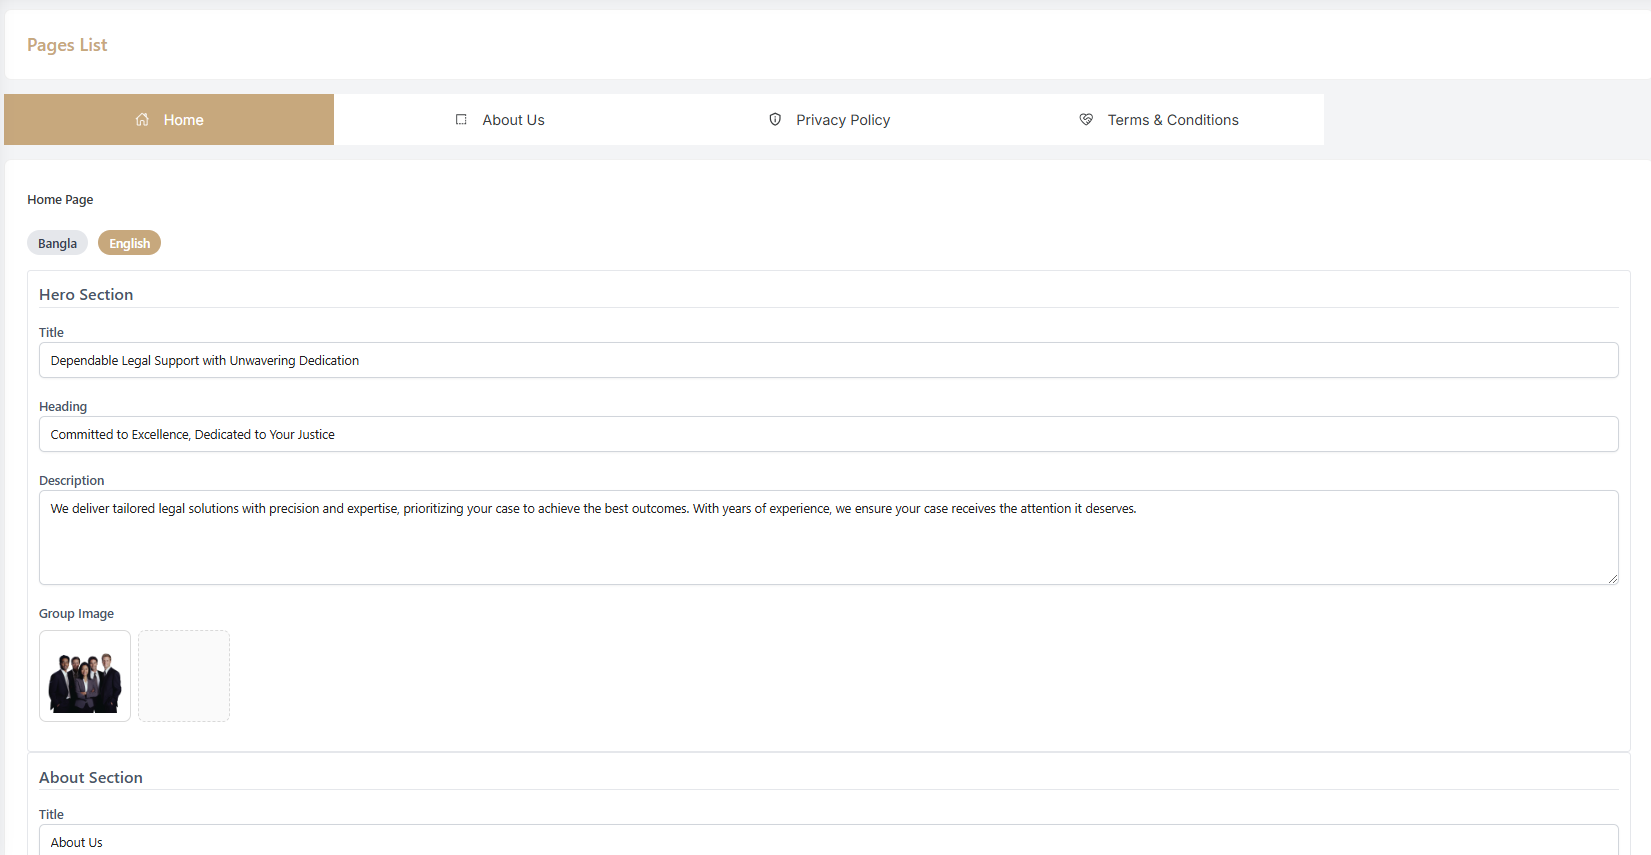 Pages List
Home
About Us
Privacy Policy
Terms & Conditions
Home Page
Bangla
English
Hero Section
Title
Dependable Legal Support with Unwavering Dedication
Heading
Committed to Excellence, Dedicated to Your Justice
Description
We deliver tailored legal solutions with precision and expertise, prioritizing your case to achieve the best outcomes. With years of experience, we ensure your case receives the attention it deserves.
Group Image
About Section
Title
About Us